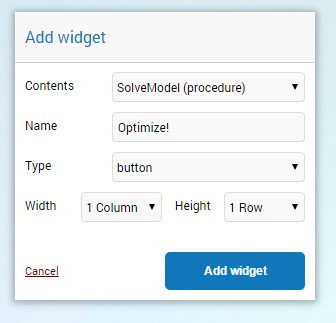 Add widget
Contents SolveModel (procedure)
Name Optimize!
Type button
Width 1 Column Height 1 Row
Cancel Add widget